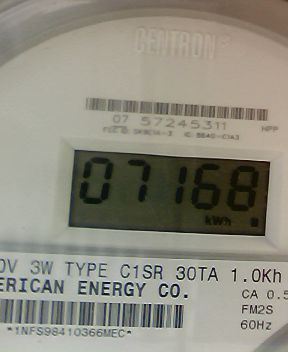 CENTRON
07 57245311
HPP
07168
kWh
0V 3W TYPE C1SR 30TA 1.0Kh
ERICAN ENERGY CO.
CA 0.5
FM2S
60Hz
*1NFS98410366MEC*